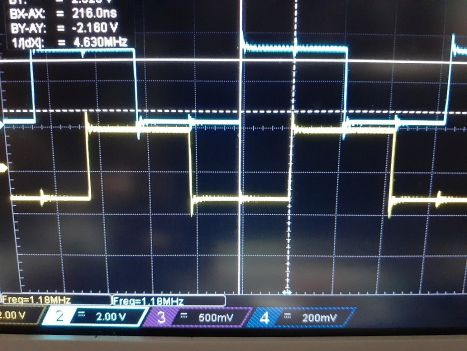 BX-AX: = 216.0ns
BY-AY: = -2.160 V
1/|dX|: = 4.630MHz
Freq=1.18MHz Freq=1.18MHz
2.00 V 2 2.00 V 3 500mV 4 200mV